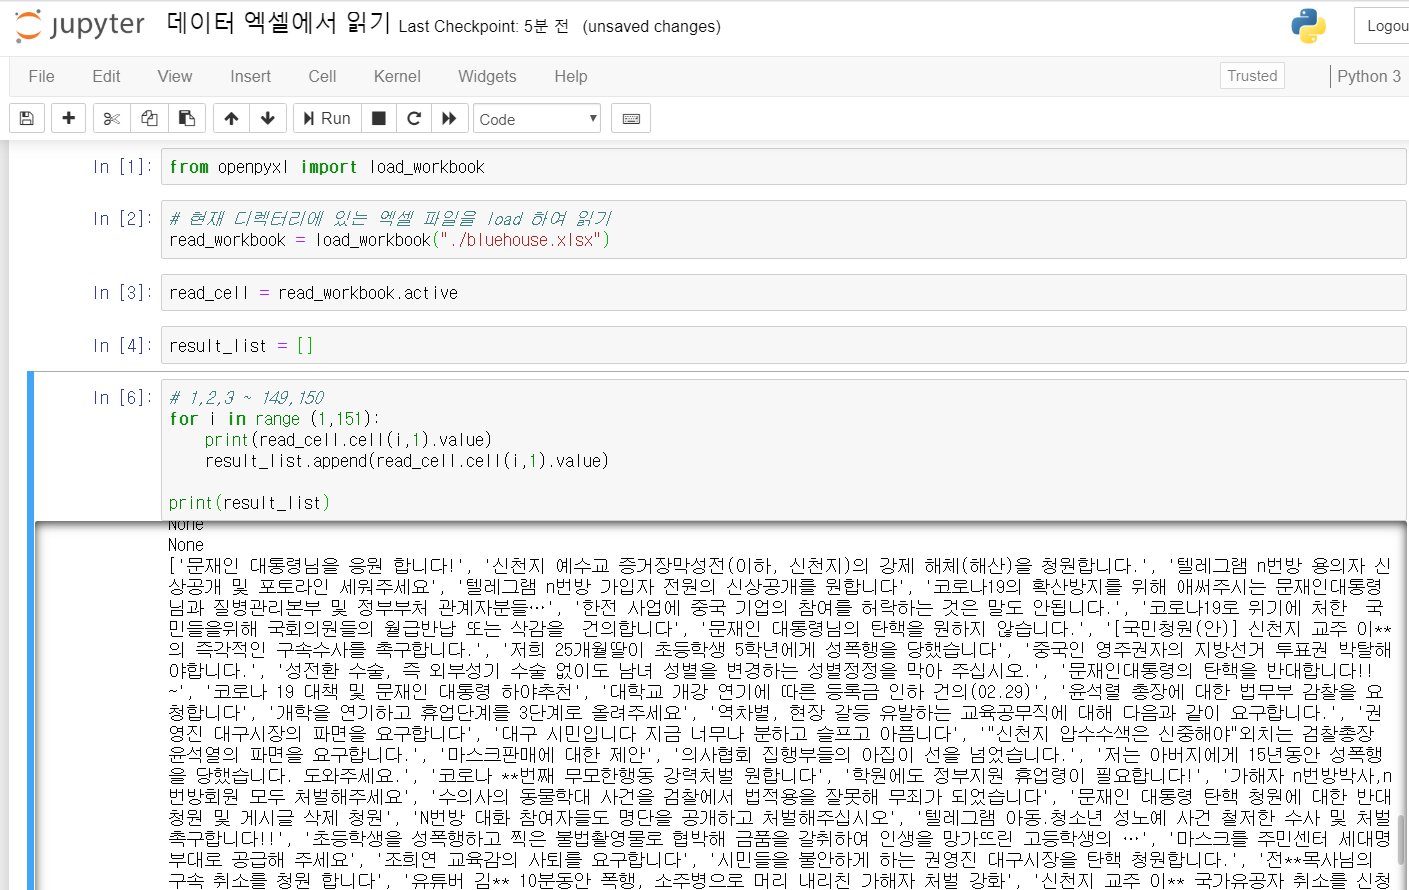 jupyter 데이터 엑셀에서 읽기 Last Checkpoint: 5분 전 (unsaved changes)
Logou
File Edit View Insert Cell Kernel Widgets Help Trusted Python 3
Run Code
In [1]: from openpyxl import load_workbook
In [2]: # 현재 디렉터리에 있는 엑셀 파일을 load 하여 읽기
read_workbook = load_workbook("./bluehouse.xlsx")
In [3]: read_cell = read_workbook.active
In [4]: result_list = []
In [6]: # 1,2,3 ~ 149,150
for i in range (1,151):
print(read_cell.cell(i,1).value)
result_list.append(read_cell.cell(i,1).value)
print(result_list)
None
None
['문재인 대통령님을 응원 합니다!', '신천지 예수교 증거장막성전(이하, 신천지)의 강제 해체(해산)을 청원합니다.', '텔레그램 n번방 용의자 신
상공개 및 포토라인 세워주세요', '텔레그램 n번방 가입자 전원의 신상공개를 원합니다', '코로나19의 확산방지를 위해 애써주시는 문재인대통령
님과 질병관리본부 및 정부부처 관계자분들…', '한전 사업에 중국 기업의 참여를 허락하는 것은 말도 안됩니다.', '코로나19로 위기에 처한 국
민들을위해 국회의원들의 월급반납 또는 삭감을 건의합니다', '문재인 대통령님의 탄핵을 원하지 않습니다.', '[국민청원(안)] 신천지 교주 이**
의 즉각적인 구속수사를 촉구합니다.', '저희 25개월딸이 초등학생 5학년에게 성폭행을 당했습니다', '중국인 영주권자의 지방선거 투표권 박탈해
야합니다.', '성전환 수술, 즉 외부성기 수술 없이도 남녀 성별을 변경하는 성별정정을 막아 주십시오.', '문재인대통령의 탄핵을 반대합니다!!
~', '코로나 19 대책 및 문재인 대통령 하야추천', '대학교 개강 연기에 따른 등록금 인하 건의(02.29)', '윤석렬 총장에 대한 법무부 감찰을 요
청합니다', '개학을 연기하고 휴업단계를 3단계로 올려주세요', '역차별, 현장 갈등 유발하는 교육공무직에 대해 다음과 같이 요구합니다.', '권
영진 대구시장의 파면을 요구합니다', '대구 시민입니다 지금 너무나 분하고 슬프고 아픕니다', '"신천지 압수수색은 신중해야"외치는 검찰총장
윤석열의 파면을 요구합니다.', '마스크판매에 대한 제안', '의사협회 집행부들의 아집이 선을 넘었습니다.', '저는 아버지에게 15년동안 성폭행
을 당했습니다. 도와주세요.', '코로나 **번째 무모한행동 강력처벌 원합니다', '학원에도 정부지원 휴업령이 필요합니다!', '가해자 n번방박사,n
번방회원 모두 처벌해주세요', '수의사의 동물학대 사건을 검찰에서 법적용을 잘못해 무죄가 되었습니다', '문재인 대통령 탄핵 청원에 대한 반대
청원 및 게시글 삭제 청원', 'N번방 대화 참여자들도 명단을 공개하고 처벌해주십시오', '텔레그램 아동.청소년 성노예 사건 철저한 수사 및 처벌
촉구합니다!!', '초등학생을 성폭행하고 찍은 불법촬영물로 협박해 금품을 갈취하여 인생을 망가뜨린 고등학생의 …', '마스크를 주민센터 세대명
부대로 공급해 주세요', '조희연 교육감의 사퇴를 요구합니다', '시민들을 불안하게 하는 권영진 대구시장을 탄핵 청원합니다.', '전**목사님의
구속 취소를 청원 합니다', '유튜버 김** 10분동안 폭행, 소주병으로 머리 내리친 가해자 처벌 강화', '신천지 교주 이** 국가유공자 취소를 신청